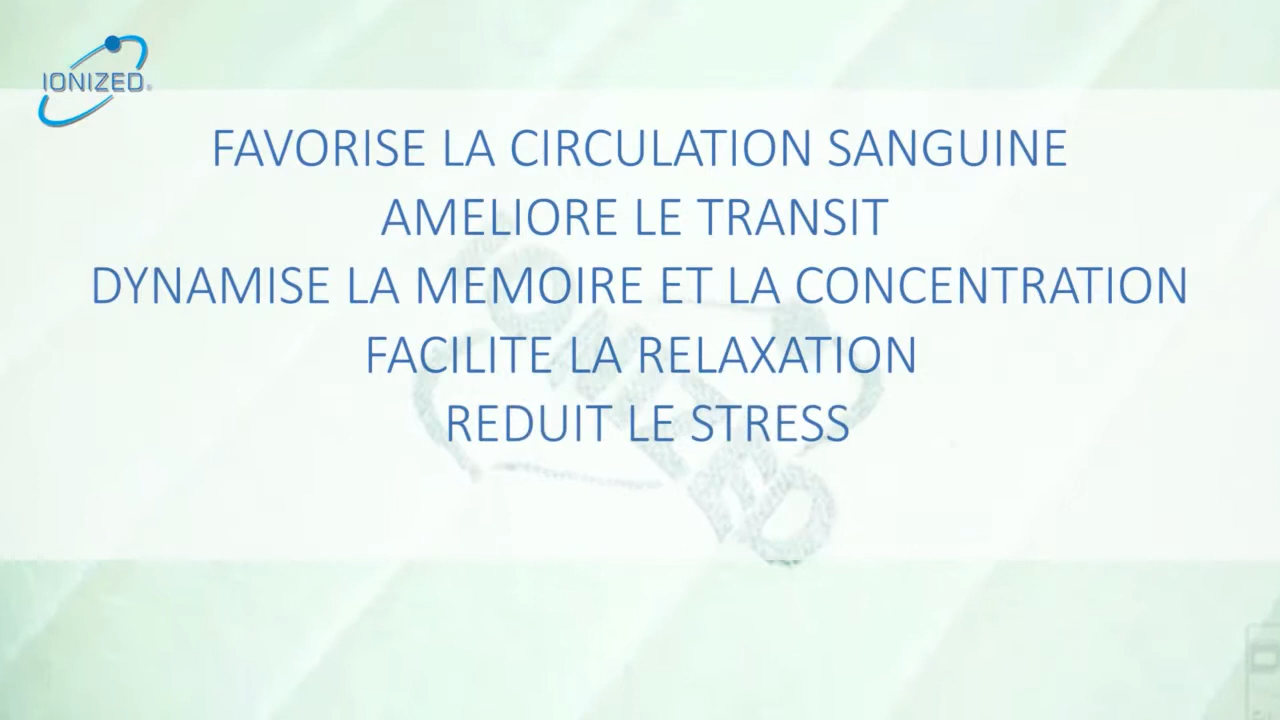 IONIZED
FAVORISE LA CIRCULATION SANGUINE
AMELIORE LE TRANSIT
DYNAMISE LA MEMOIRE ET LA CONCENTRATION
FACILITE LA RELAXATION
REDUIT LE STRESS
IONIZED